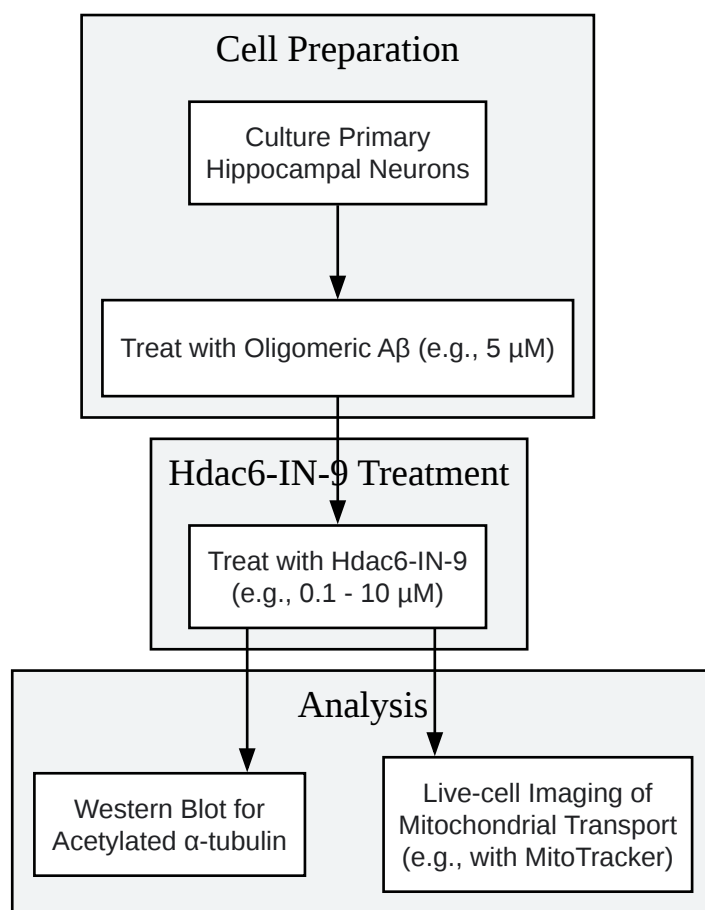 Cell Preparation
Culture Primary
Hippocampal Neurons
Treat with Oligomeric Aβ (e.g., 5 µM)
Hdac6-IN-9 Treatment
Treat with Hdac6-IN-9
(e.g., 0.1 - 10 µM)
Analysis
Western Blot for
Acetylated α-tubulin
Live-cell Imaging of
Mitochondrial Transport
(e.g., with MitoTracker)